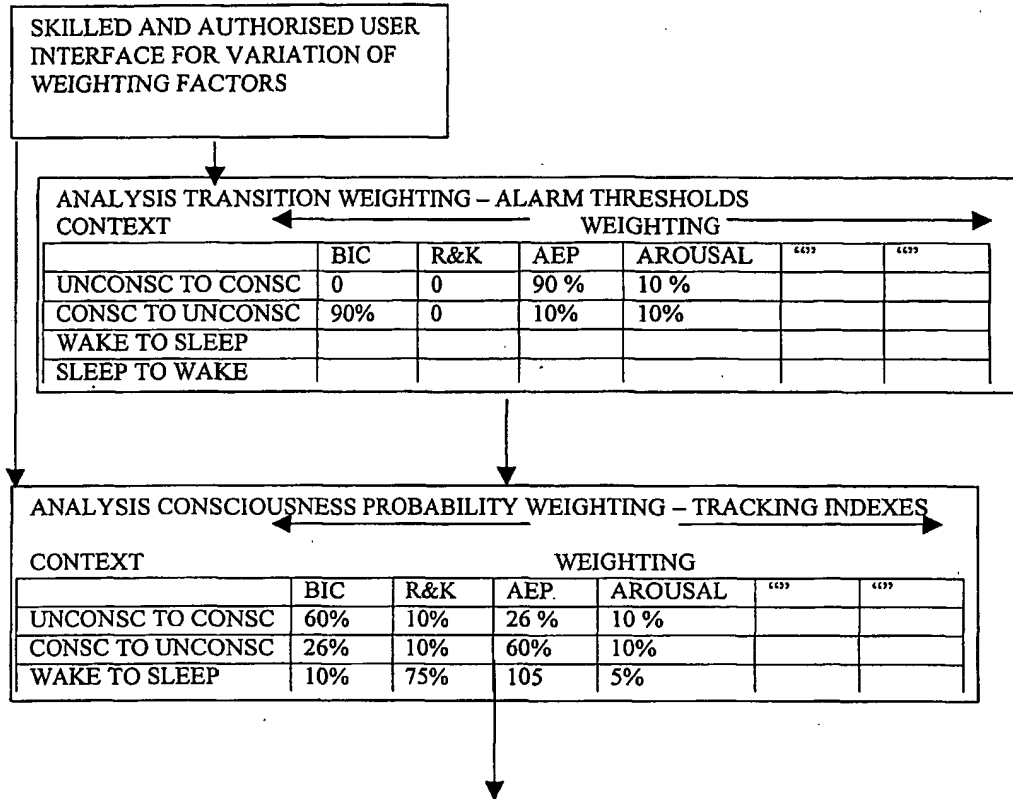 SKILLED AND AUTHORISED USER
INTERFACE FOR VARIATION OF
WEIGHTING FACTORS
ANALYSIS TRANSITION WEIGHTING – ALARM THRESHOLDS
CONTEXT WEIGHTING
BIC R&K AEP AROUSAL “” “”
UNCONSC TO CONSC 0 0 90 % 10 %
CONSC TO UNCONSC 90% 0 10% 10%
WAKE TO SLEEP
SLEEP TO WAKE
ANALYSIS CONSCIOUSNESS PROBABILITY WEIGHTING – TRACKING INDEXES
CONTEXT WEIGHTING
BIC R&K AEP. AROUSAL “” “”
UNCONSC TO CONSC 60% 10% 26 % 10 %
CONSC TO UNCONSC 26% 10% 60% 10%
WAKE TO SLEEP 10% 75% 105 5%